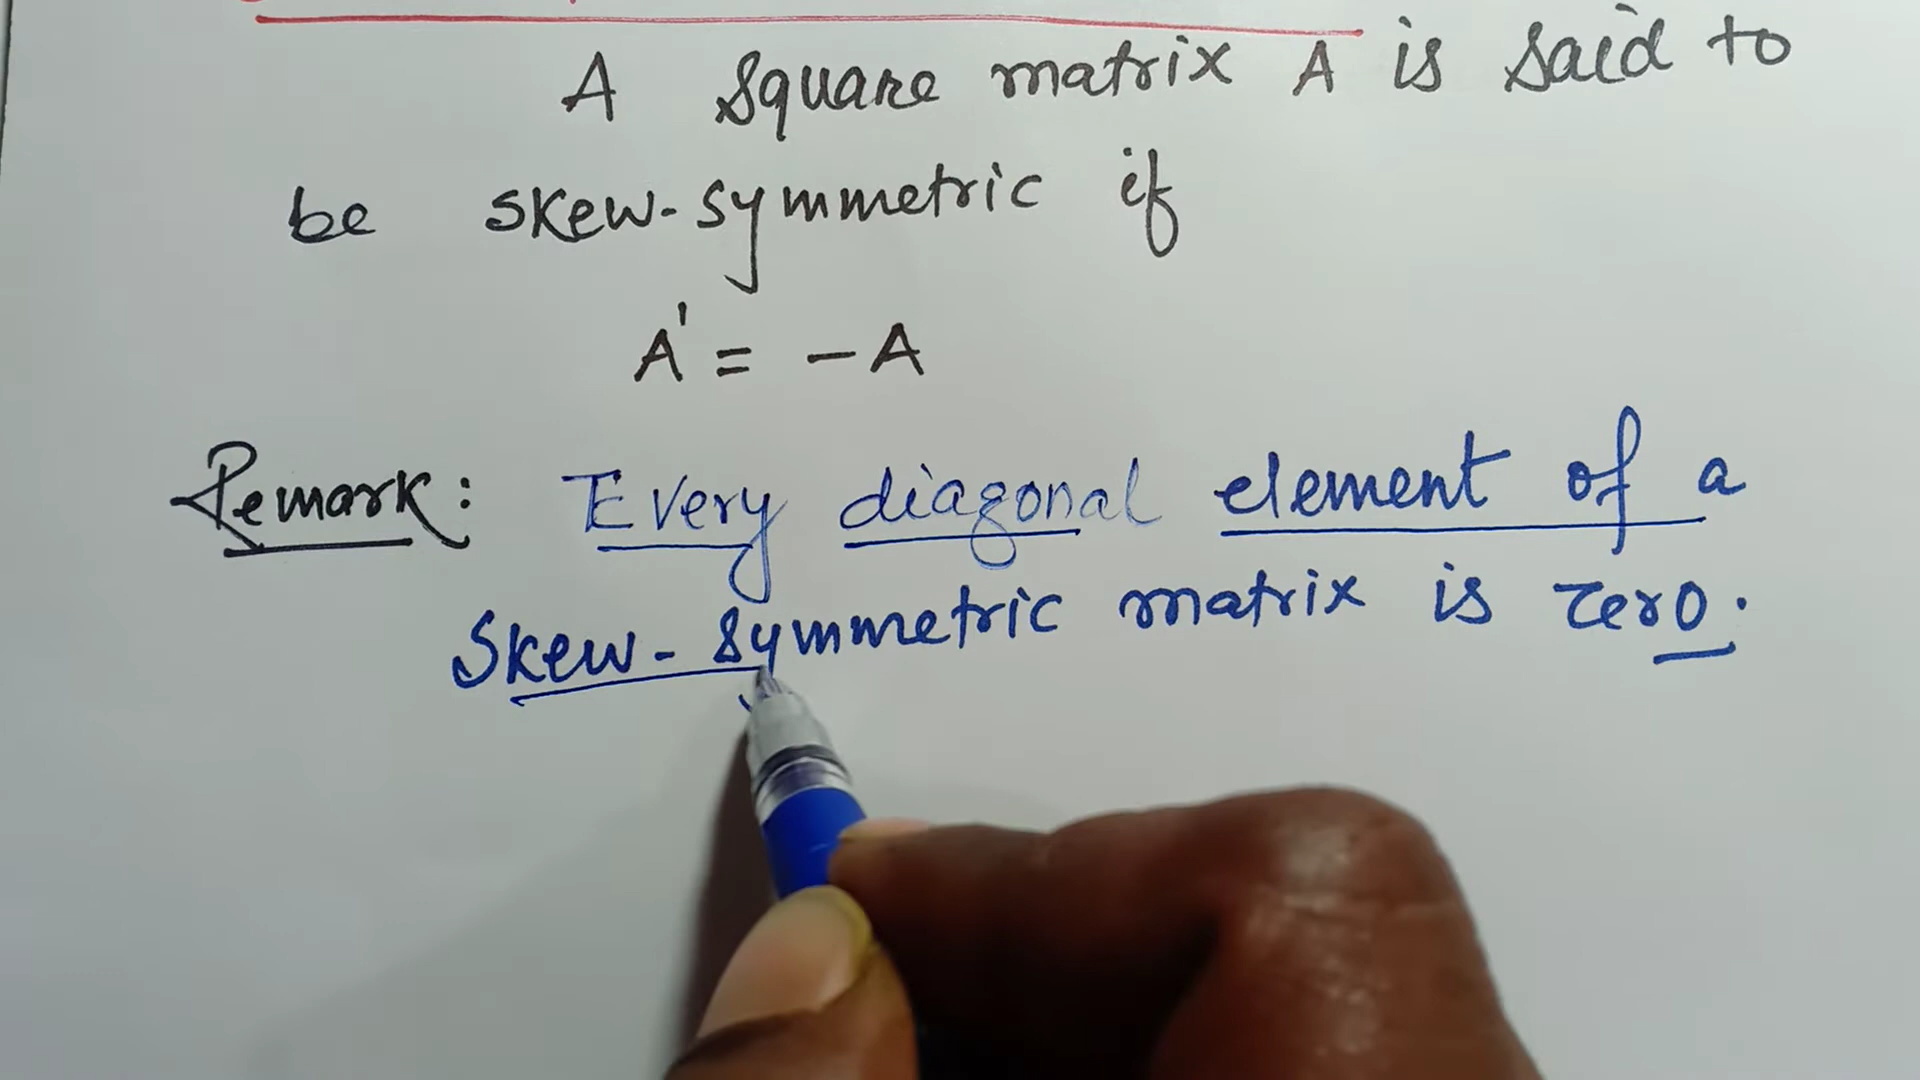 A square matrix A is said to
be skew-symmetric if
A' = -A
Remark: Every diagonal element of a
Skew-symmetric matrix is zero.